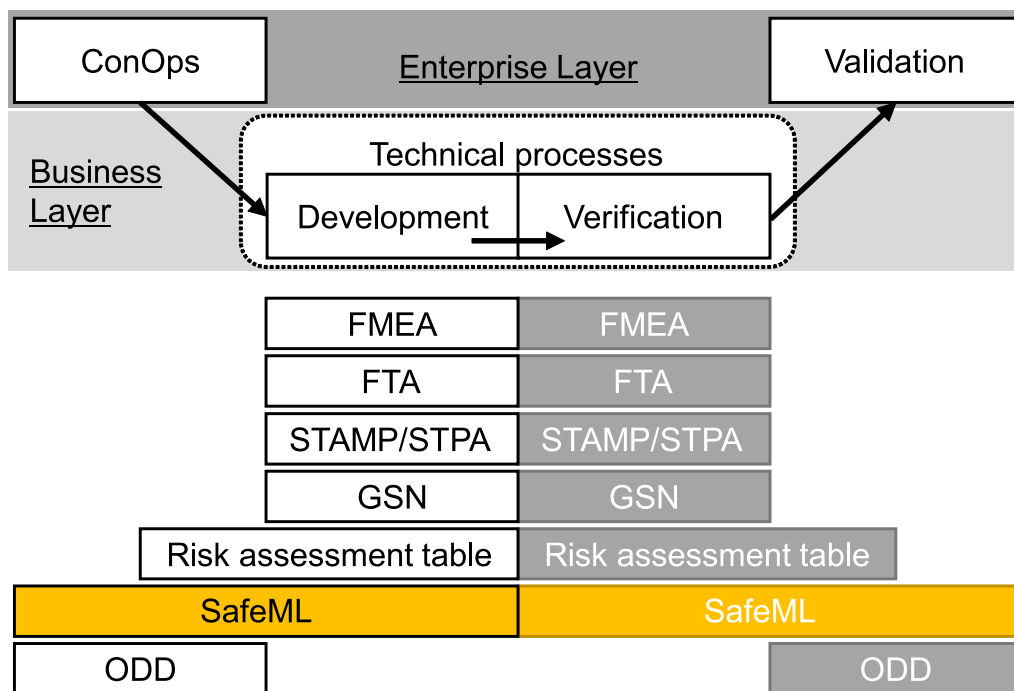 ConOps
Enterprise Layer
Validation
Business
Layer
Technical processes
Development
Verification
FMEA
FMEA
FTA
FTA
STAMP/STPA
STAMP/STPA
GSN
GSN
Risk assessment table
Risk assessment table
SafeML
SafeML
ODD
ODD